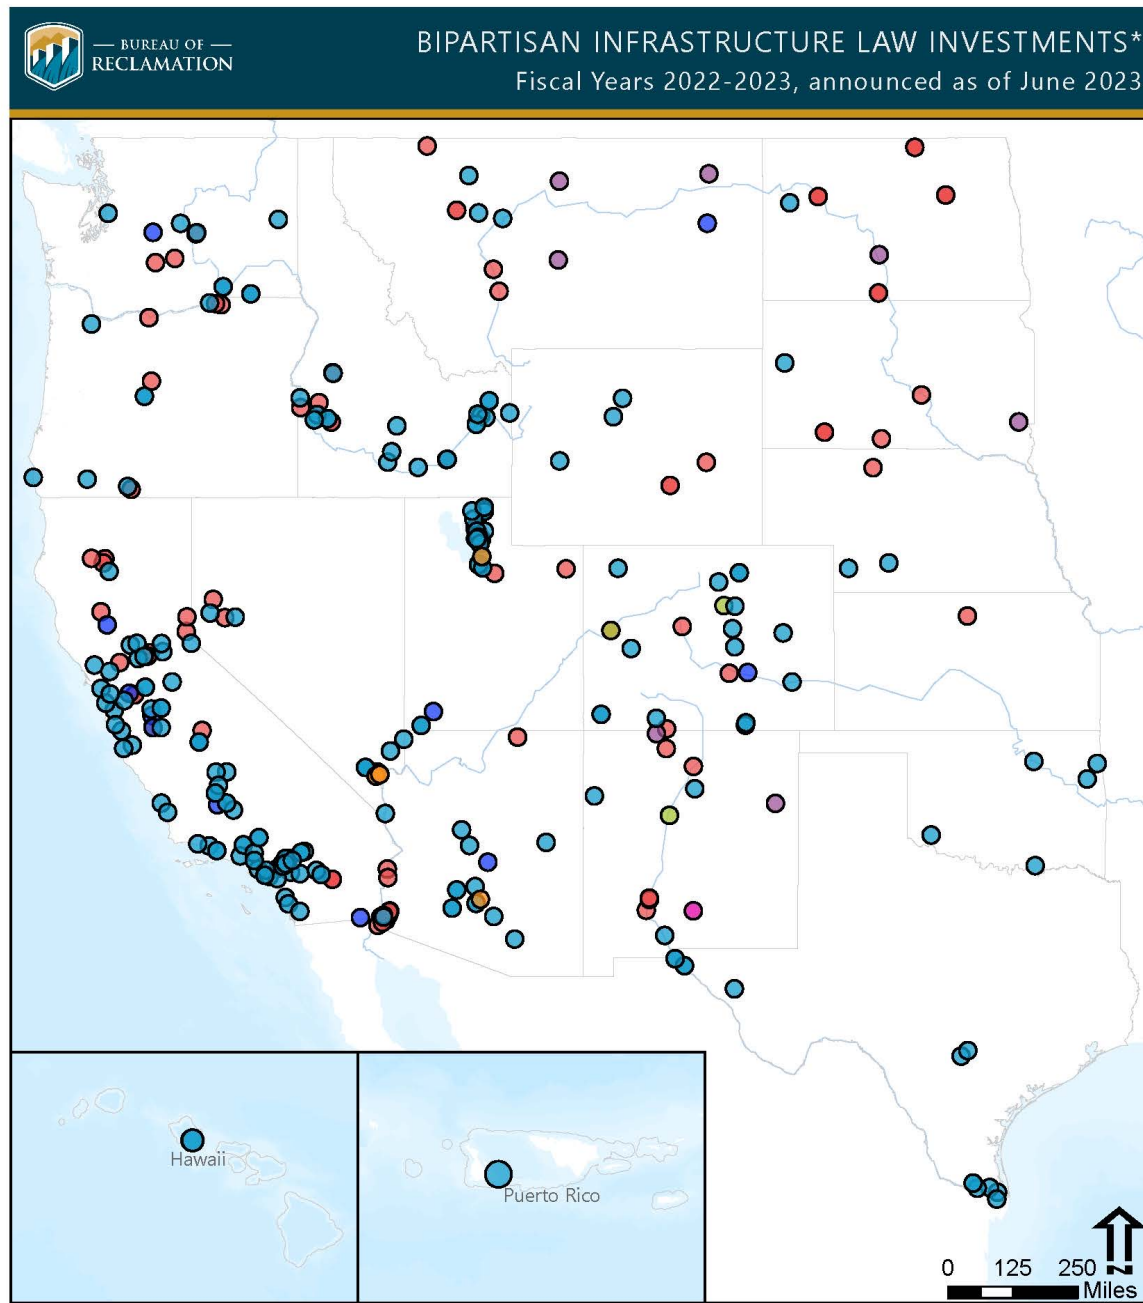 — BUREAU OF —
RECLAMATION
BIPARTISAN INFRASTRUCTURE LAW INVESTMENTS*
Fiscal Years 2022-2023, announced as of June 2023
Hawaii
Puerto Rico
N
0 125 250
Miles